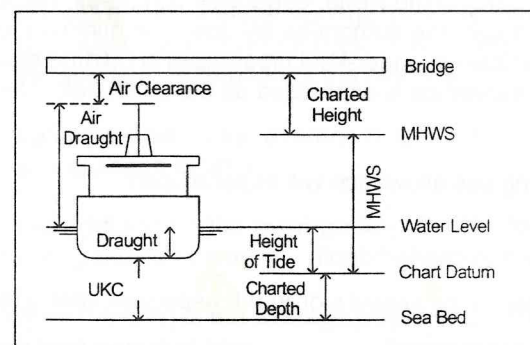 Bridge
Air Clearance
Charted
Height
Air
Draught
MHWS
MHWS
Water Level
Draught
Height
of Tide
Chart Datum
UKC
Charted
Depth
Sea Bed